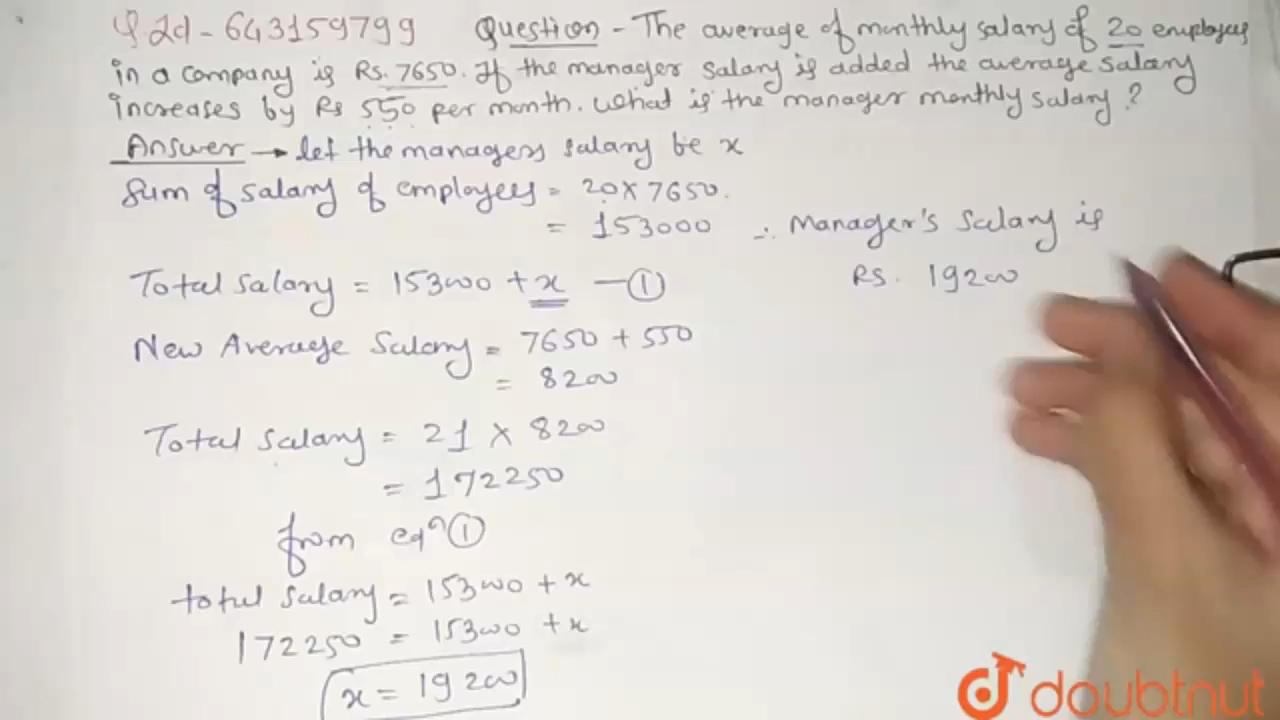 Q.Id - 643159799 Question - The average of monthly salary of 20 employees
in a company is Rs. 7650. If the manager salary is added the average salary
increases by Rs 550 per month. What is the manager monthly salary?
Answer → let the managers salary be x
Sum of salary of employees = 20 x 7650.
= 153000 ∴ Manager's Salary is
Total salary = 153000 + x — ① Rs. 19200
New Average Salary = 7650 + 550
= 8200
Total salary = 21 x 8200
= 172250
from eqn ①
total salary = 153000 + x
172250 = 153000 + x
x = 19200
doubtnut